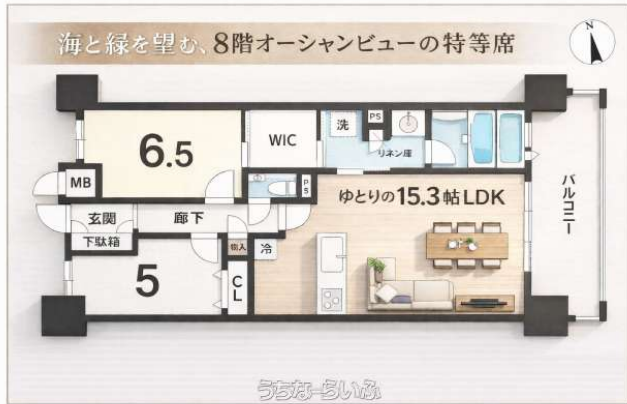 海と緑を望む、8階オーシャンビューの特等席
N
6.5
WIC
洗
PS
リネン庫
MB
PS
ゆとりの15.3帖LDK
バルコニー
玄関
廊下
下駄箱
物入
冷
5
CL
うちなーらいふ